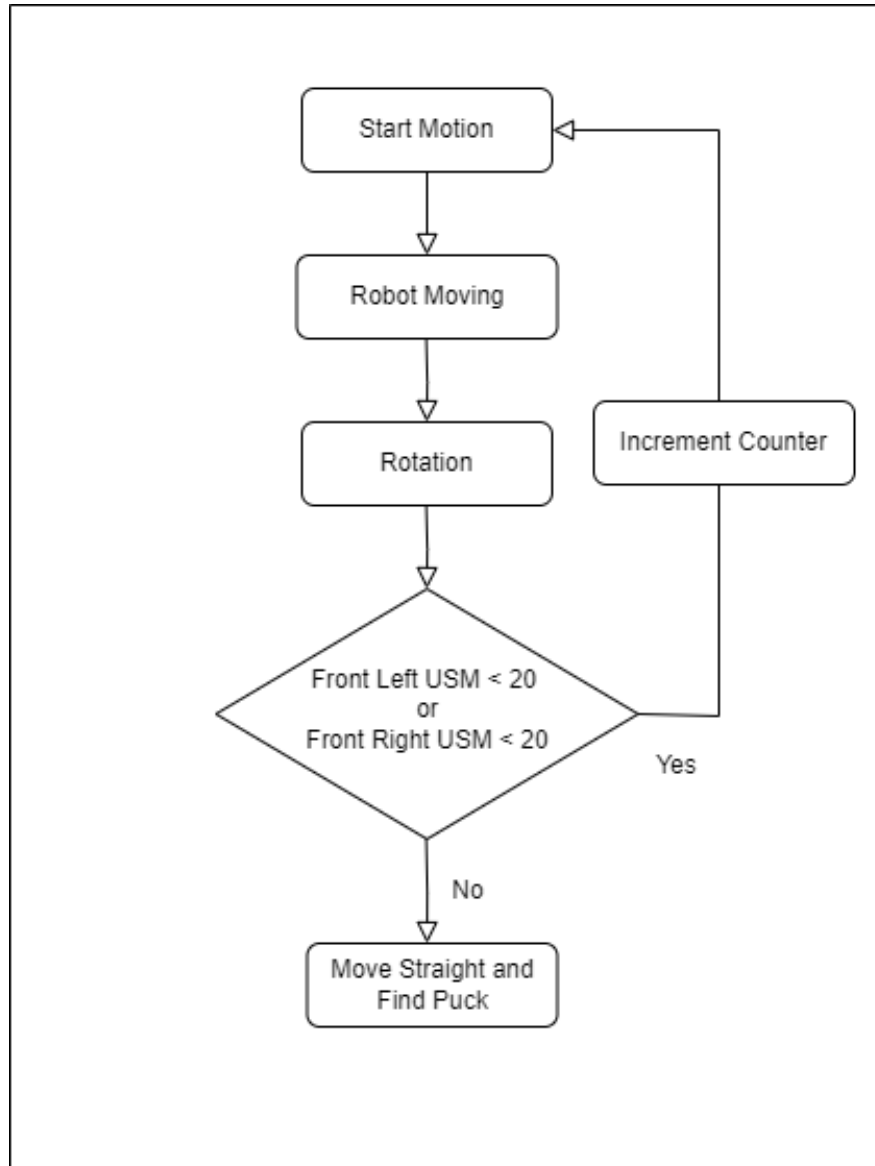 Start Motion
Robot Moving
Rotation
Increment Counter
Front Left USM < 20
or
Front Right USM < 20
Yes
No
Move Straight and
Find Puck